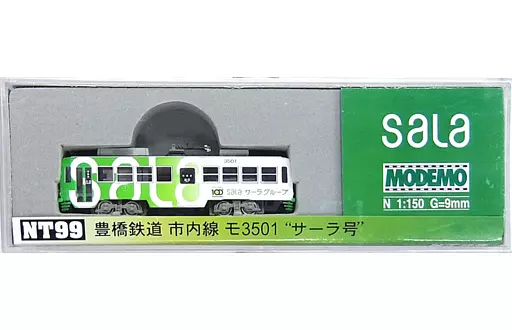 sala
MODEMO
N 1:150 G=9mm
3501
sala
100
sala サーラグループ
NT99 豊橋鉄道 市内線 モ3501 “サーラ号”